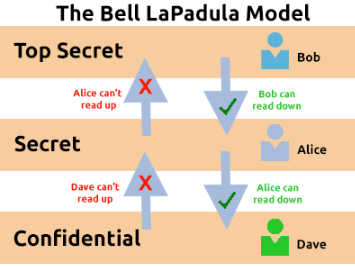 The Bell LaPadula Model
Top Secret
Bob
Alice can't
read up
X
Bob can
read down
Secret
Alice
Dave can't
read up
X
Alice can
read down
Confidential
Dave